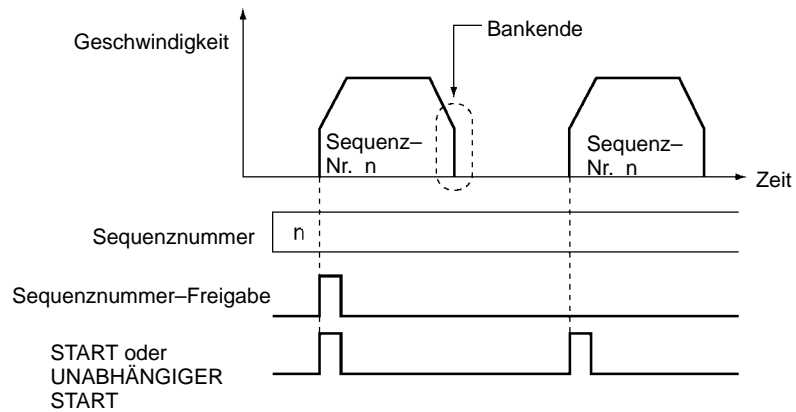 Geschwindigkeit
Bankende
Sequenz–
Nr. n
Sequenz–
Nr. n
Zeit
Sequenznummer
n
Sequenznummer–Freigabe
START oder
UNABHÄNGIGER
START